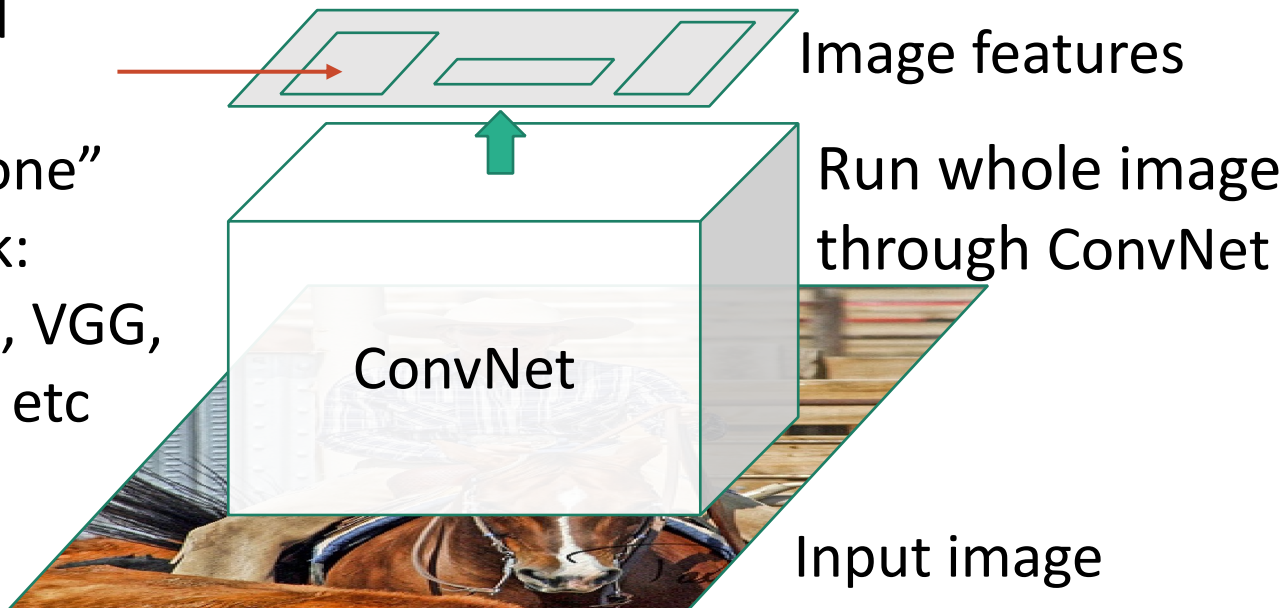 Image features
one”
Run whole image
k:
through ConvNet
, VGG,
ConvNet
etc
Input image